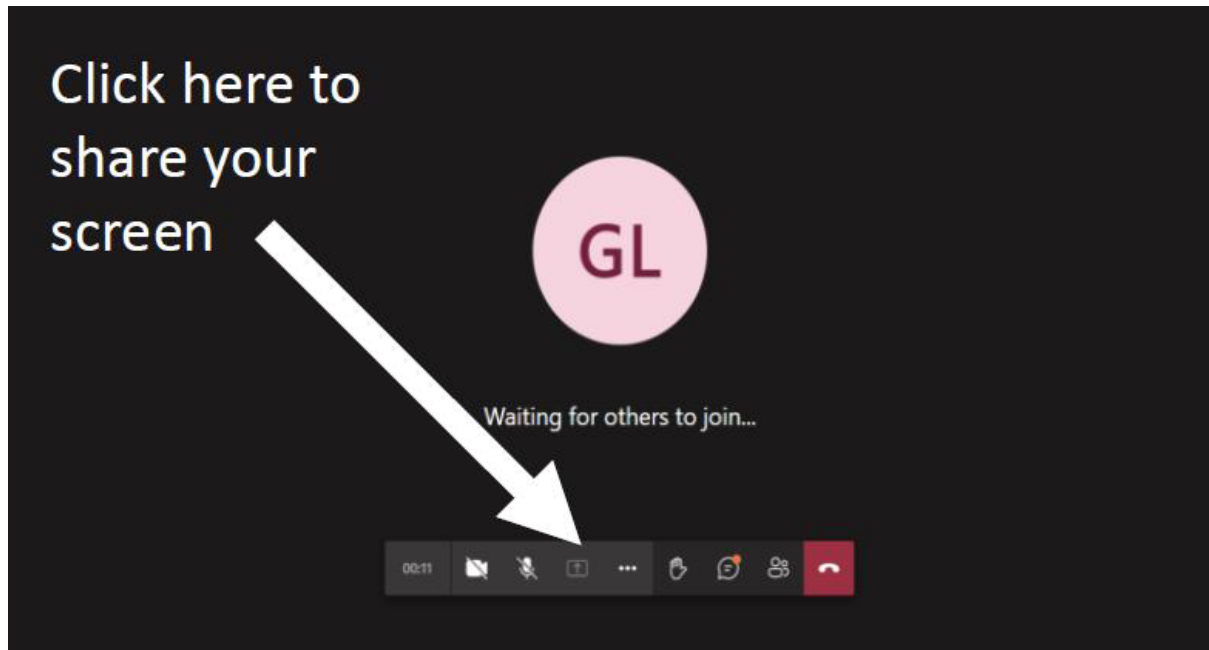 Click here to
share your
screen
GL
Waiting for others to join...
00:11